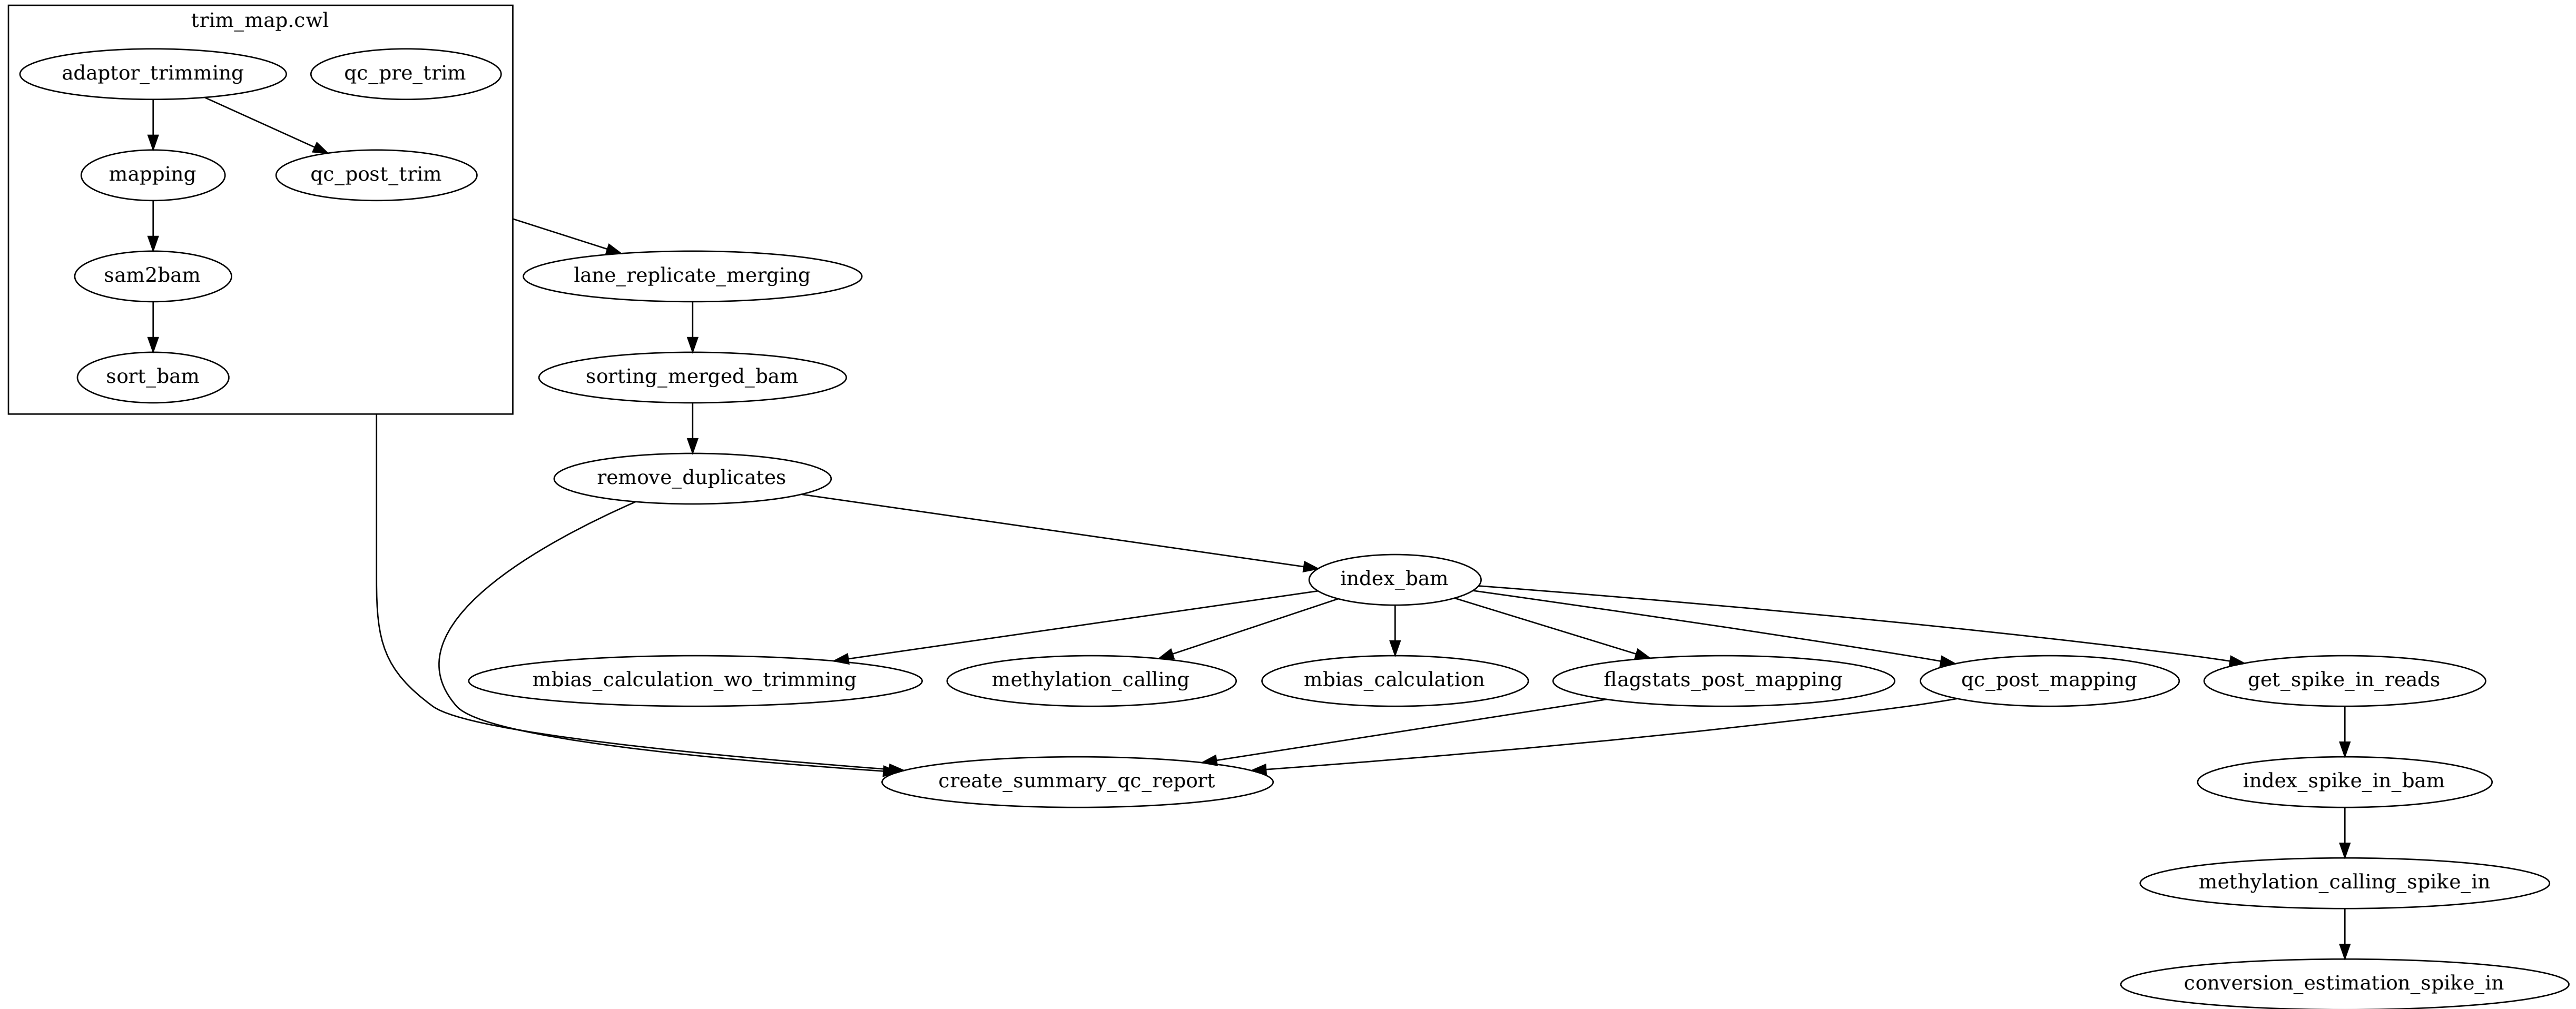 trim_map.cwl
adaptor_trimming
qc_pre_trim
mapping
qc_post_trim
sam2bam
lane_replicate_merging
sort_bam
sorting_merged_bam
remove_duplicates
index_bam
mbias_calculation_wo_trimming
methylation_calling
mbias_calculation
flagstats_post_mapping
qc_post_mapping
get_spike_in_reads
create_summary_qc_report
index_spike_in_bam
methylation_calling_spike_in
conversion_estimation_spike_in